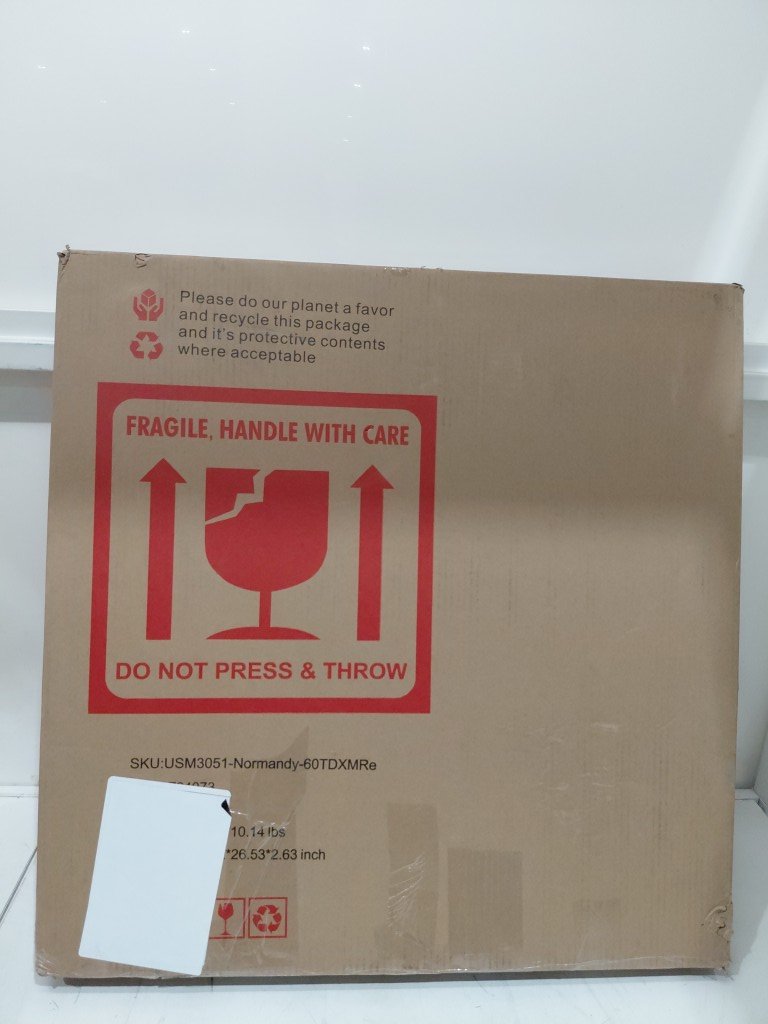 Please do our planet a favor
and recycle this package
and it's protective contents
where acceptable
FRAGILE, HANDLE WITH CARE
DO NOT PRESS & THROW
SKU:USM3051-Normandy-60TDXMRe
10.14 lbs
*26.53*2.63 inch